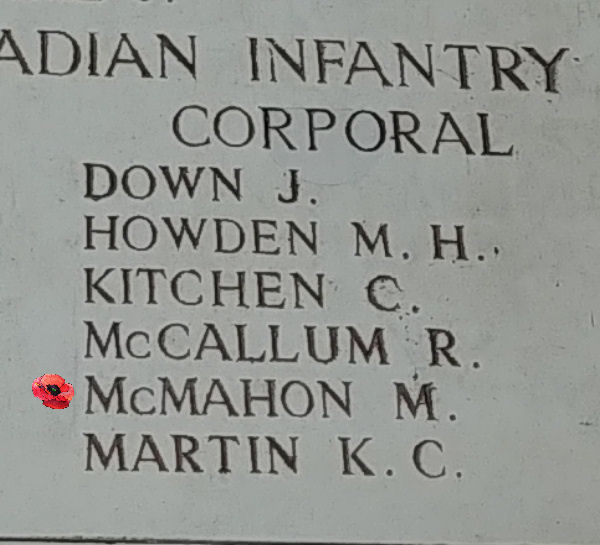 ADIAN INFANTRY
CORPORAL
DOWN J.
HOWDEN M. H.
KITCHEN C.
McCALLUM R.
McMAHON M.
MARTIN K. C.